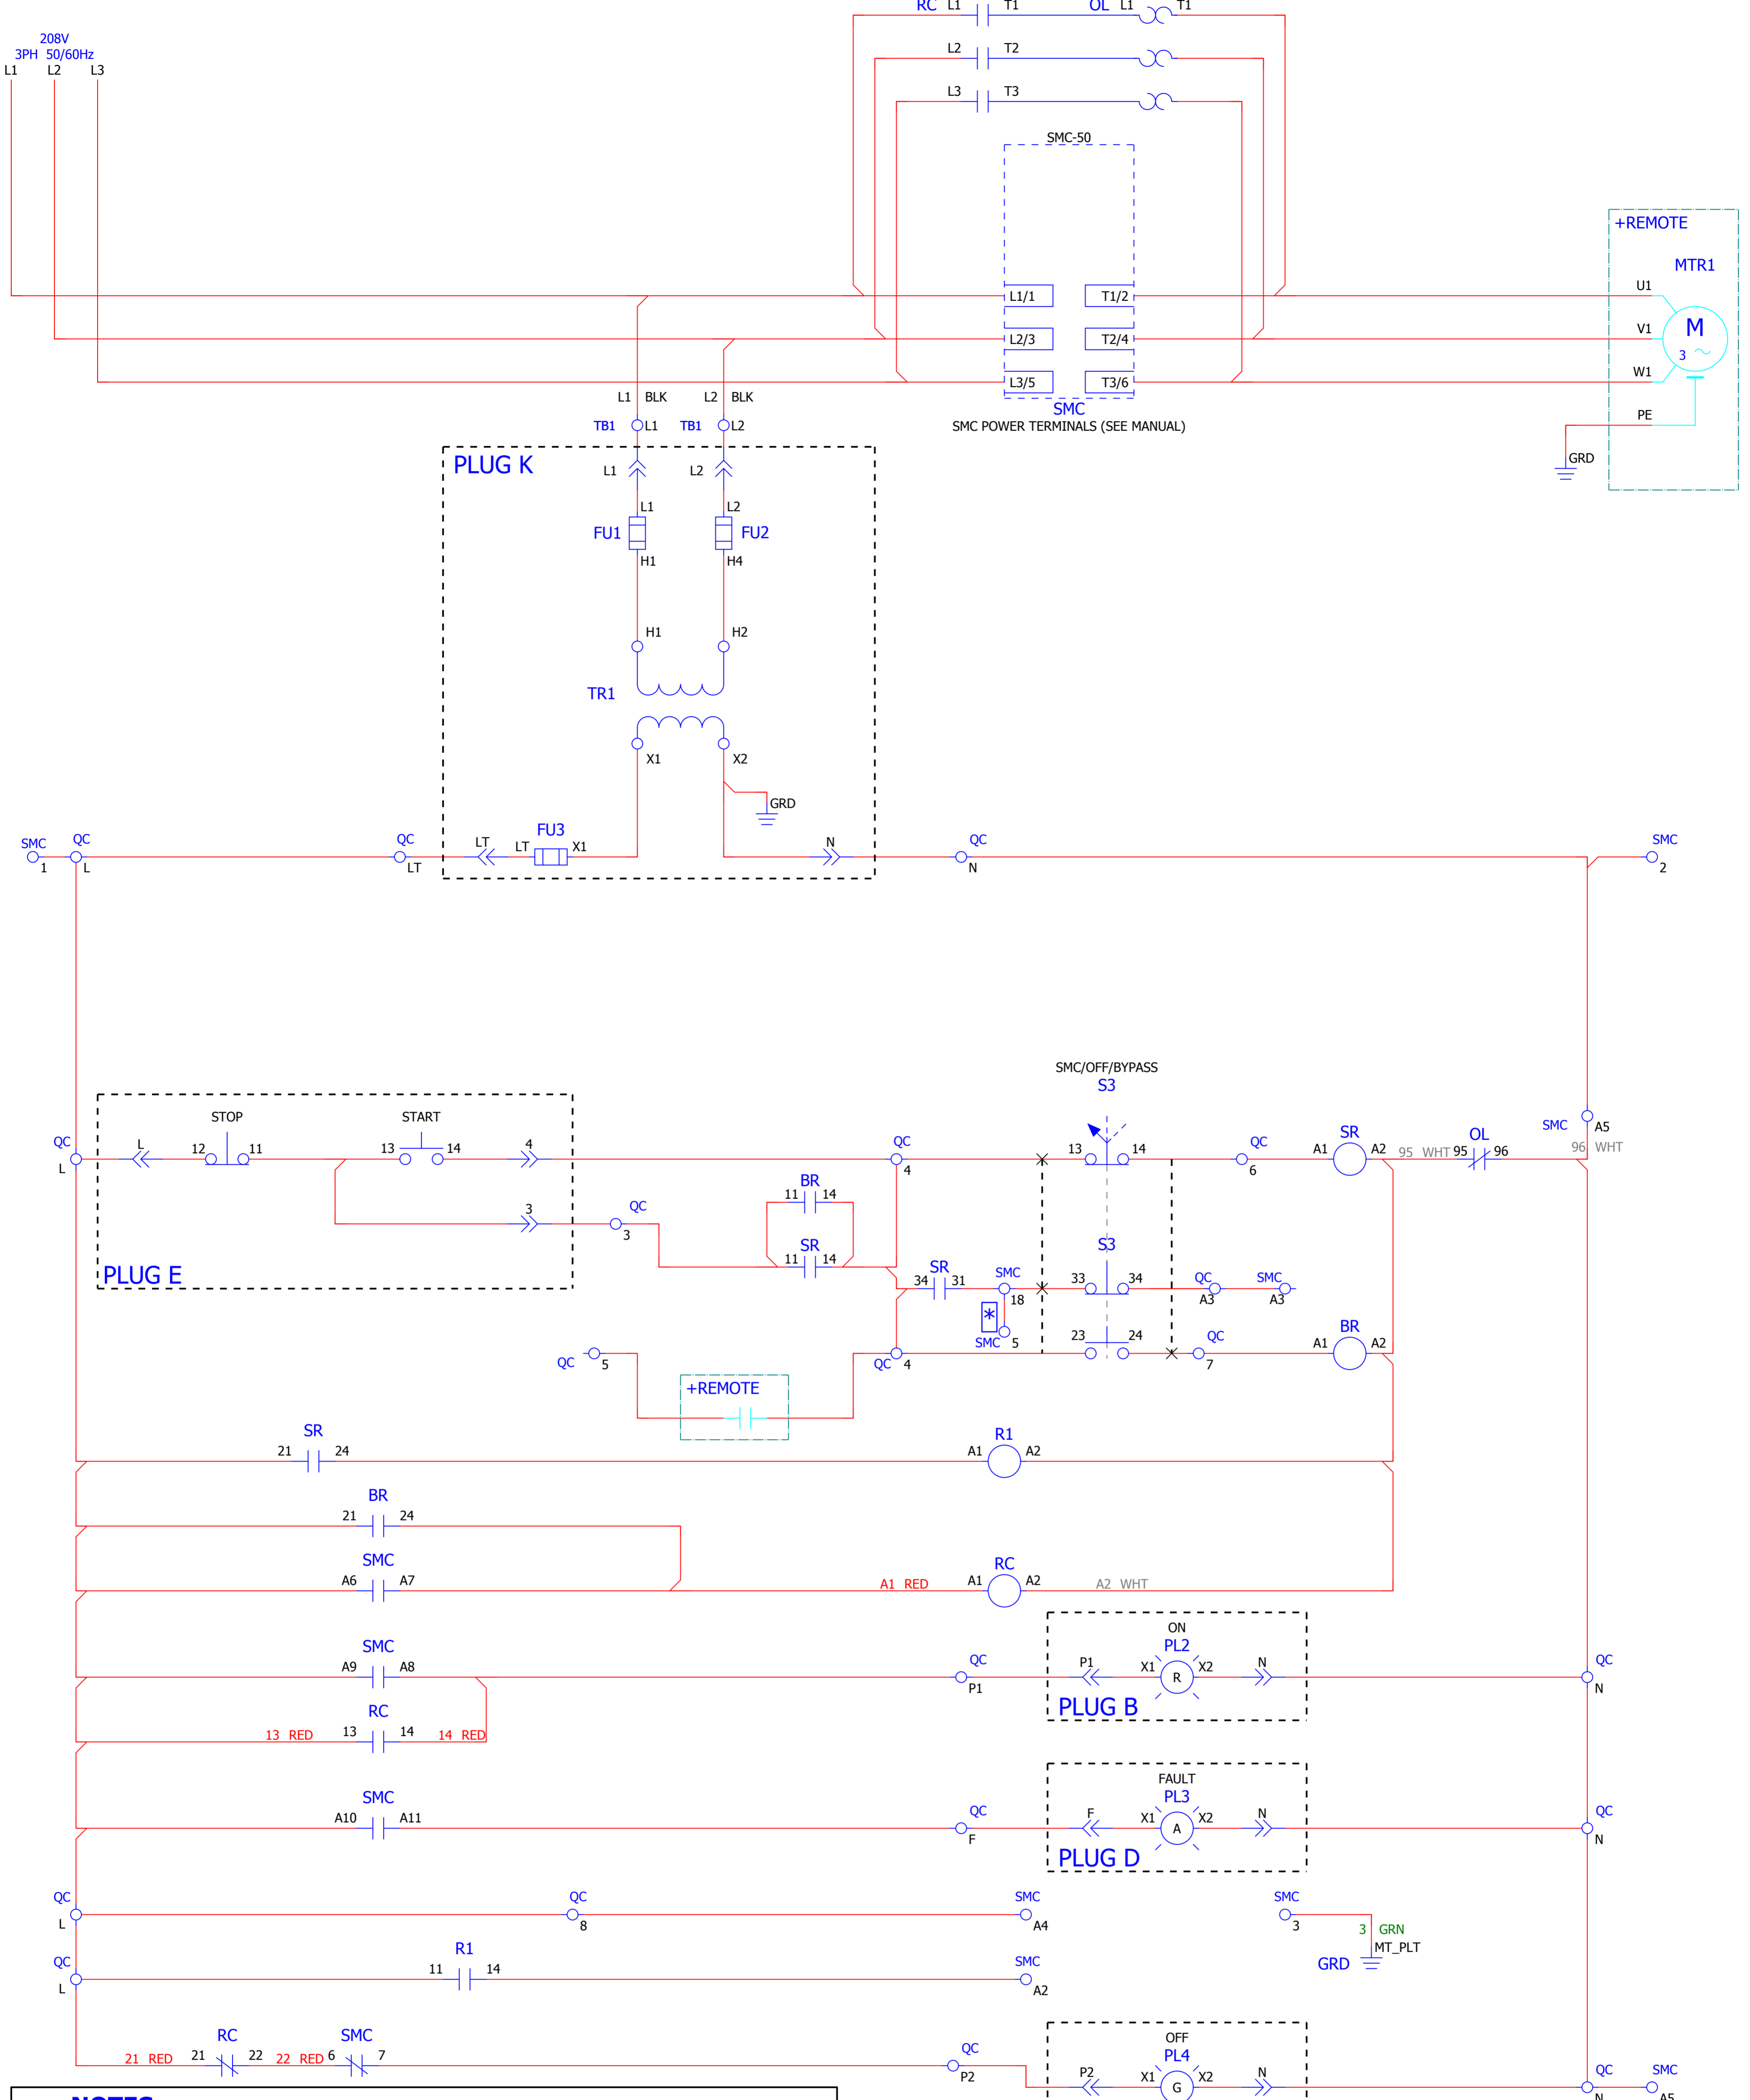 RC L1 T1 OL L1 T1
208V
3PH 50/60Hz
L1 L2 L3
L2 T2
L3 T3
SMC-50
+REMOTE
MTR1
L1/1 T1/2 U1
L2/3 T2/4 V1 M
3
L3/5 T3/6 W1
L1 BLK L2 BLK
SMC
PE
TB1 L1 TB1 L2
SMC POWER TERMINALS (SEE MANUAL)
PLUG K
L1 L2
GRD
L1 L2
FU1 FU2
H1 H4
H1 H2
TR1
X1 X2
GRD
FU3
SMC QC QC LT LT X1 N QC SMC
1 L LT N 2
SMC/OFF/BYPASS
S3
STOP START
SMC A5
QC L 12 11 13 14 4 QC 13 14 QC A1 SR A2 95 WHT 95 OL 96 96 WHT
L 4 6
BR
11 14
3 QC
3
SR
11 14
S3
PLUG E
SR
34 31 SMC 33 34 QC SMC
18 A3 A3
*
SMC 5 23 24 QC A1 BR A2
QC 5 QC 4 7
+REMOTE
SR R1
21 24 A1 A2
BR
21 24
SMC RC
A6 A7 A1 RED A1 A2 A2 WHT
ON
SMC PL2
A9 A8 QC P1 X1 R X2 N QC
P1 N
RC PLUG B
13 RED 13 14 14 RED
FAULT
SMC PL3
A10 A11 QC F X1 A X2 N QC
F N
PLUG D
QC QC SMC SMC
L 8 A4 3
3 GRN
MT_PLT
GRD
QC R1 SMC
L 11 14 A2
OFF
RC SMC PL4
21 RED 21 22 22 RED 6 7 QC P2 X1 G X2 N QC SMC
P2 N A5
NOTES